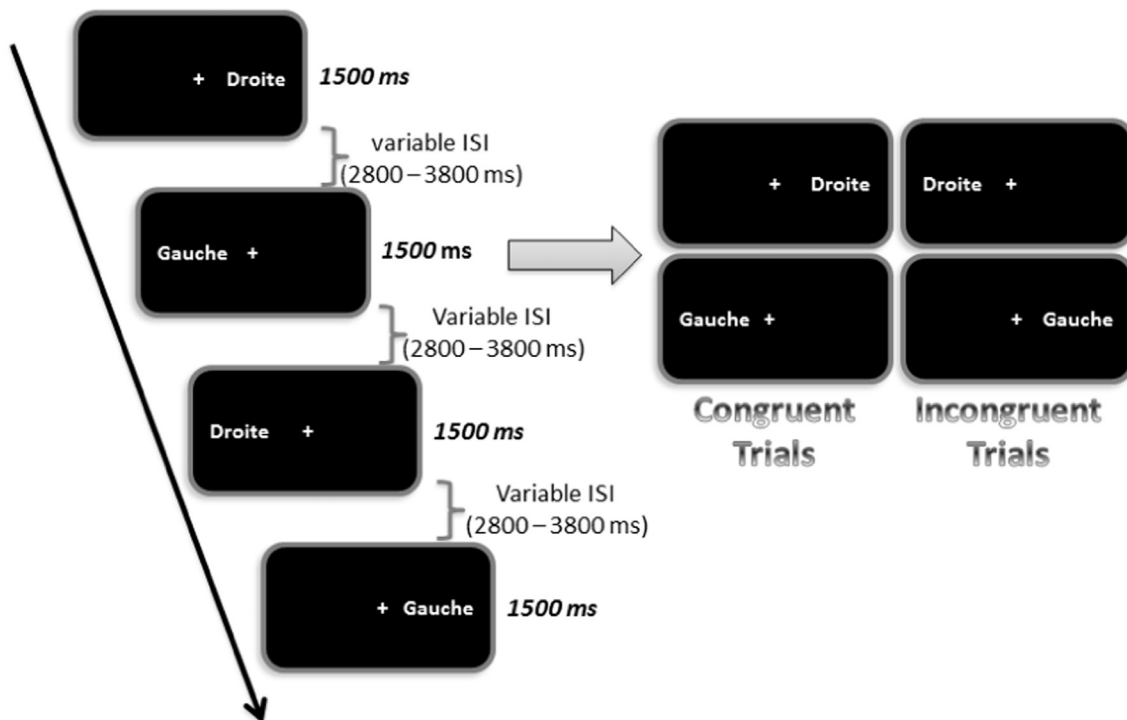 + Droite
1500 ms
variable ISI
(2800 – 3800 ms)
Gauche +
1500 ms
Variable ISI
(2800 – 3800 ms)
Droite +
1500 ms
Variable ISI
(2800 – 3800 ms)
+ Gauche
1500 ms
+ Droite
Droite +
Gauche +
+ Gauche
Congruent
Trials
Incongruent
Trials